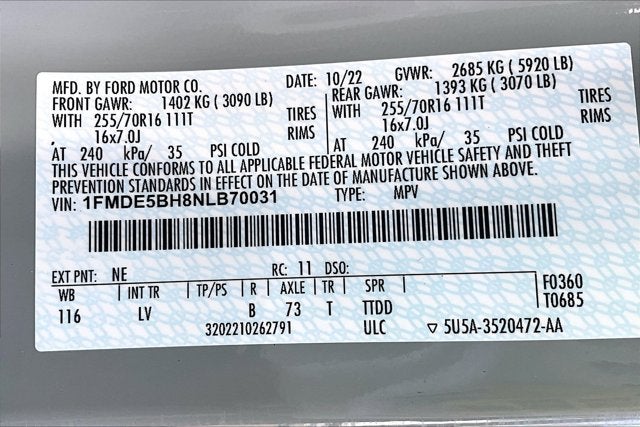 MFD. BY FORD MOTOR CO. DATE: 10/22 GVWR: 2685 KG ( 5920 LB)
FRONT GAWR: 1402 KG ( 3090 LB) REAR GAWR: 1393 KG ( 3070 LB)
WITH 255/70R16 111T TIRES WITH 255/70R16 111T TIRES
, 16x7.0J RIMS 16x7.0J RIMS
AT 240 kPa/ 35 PSI COLD AT 240 kPa/ 35 PSI COLD
THIS VEHICLE CONFORMS TO ALL APPLICABLE FEDERAL MOTOR VEHICLE SAFETY AND THEFT
PREVENTION STANDARDS IN EFFECT ON THE DATE OF MANUFACTURE SHOWN ABOVE.
VIN: 1FMDE5BH8NLB70031 TYPE: MPV
EXT PNT: NE RC: 11 DSO:
WB INT TR TP/PS R AXLE TR SPR F0360
116 LV B 73 T TTDD T0685
3202210262791 ULC ▽ 5U5A-3520472-AA